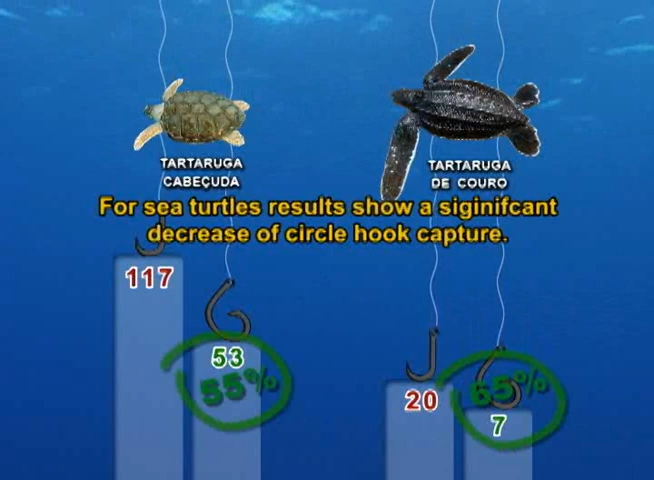 TARTARUGA
CABEÇUDA
TARTARUGA
DE COURO
For sea turtles results show a siginifcant
decrease of circle hook capture.
117
53
55%
20
65%
7